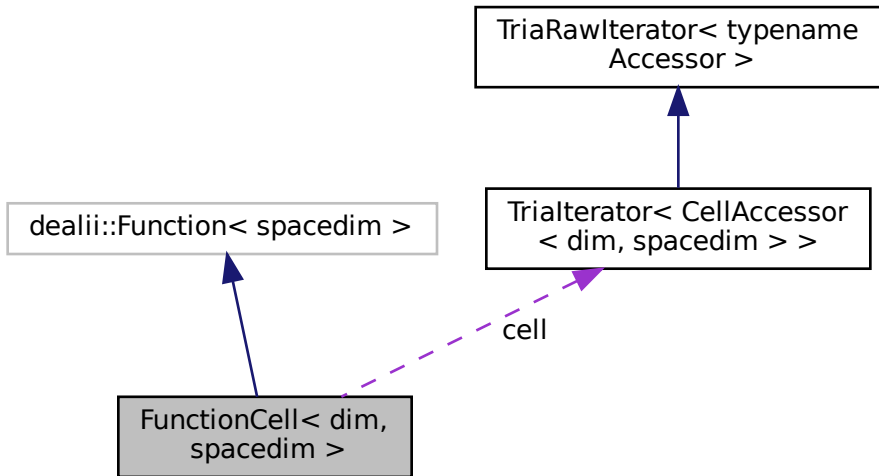 TriaRawIterator< typename
Accessor >
dealii::Function< spacedim >
TriaIterator< CellAccessor
< dim, spacedim > >
cell
FunctionCell< dim,
spacedim >